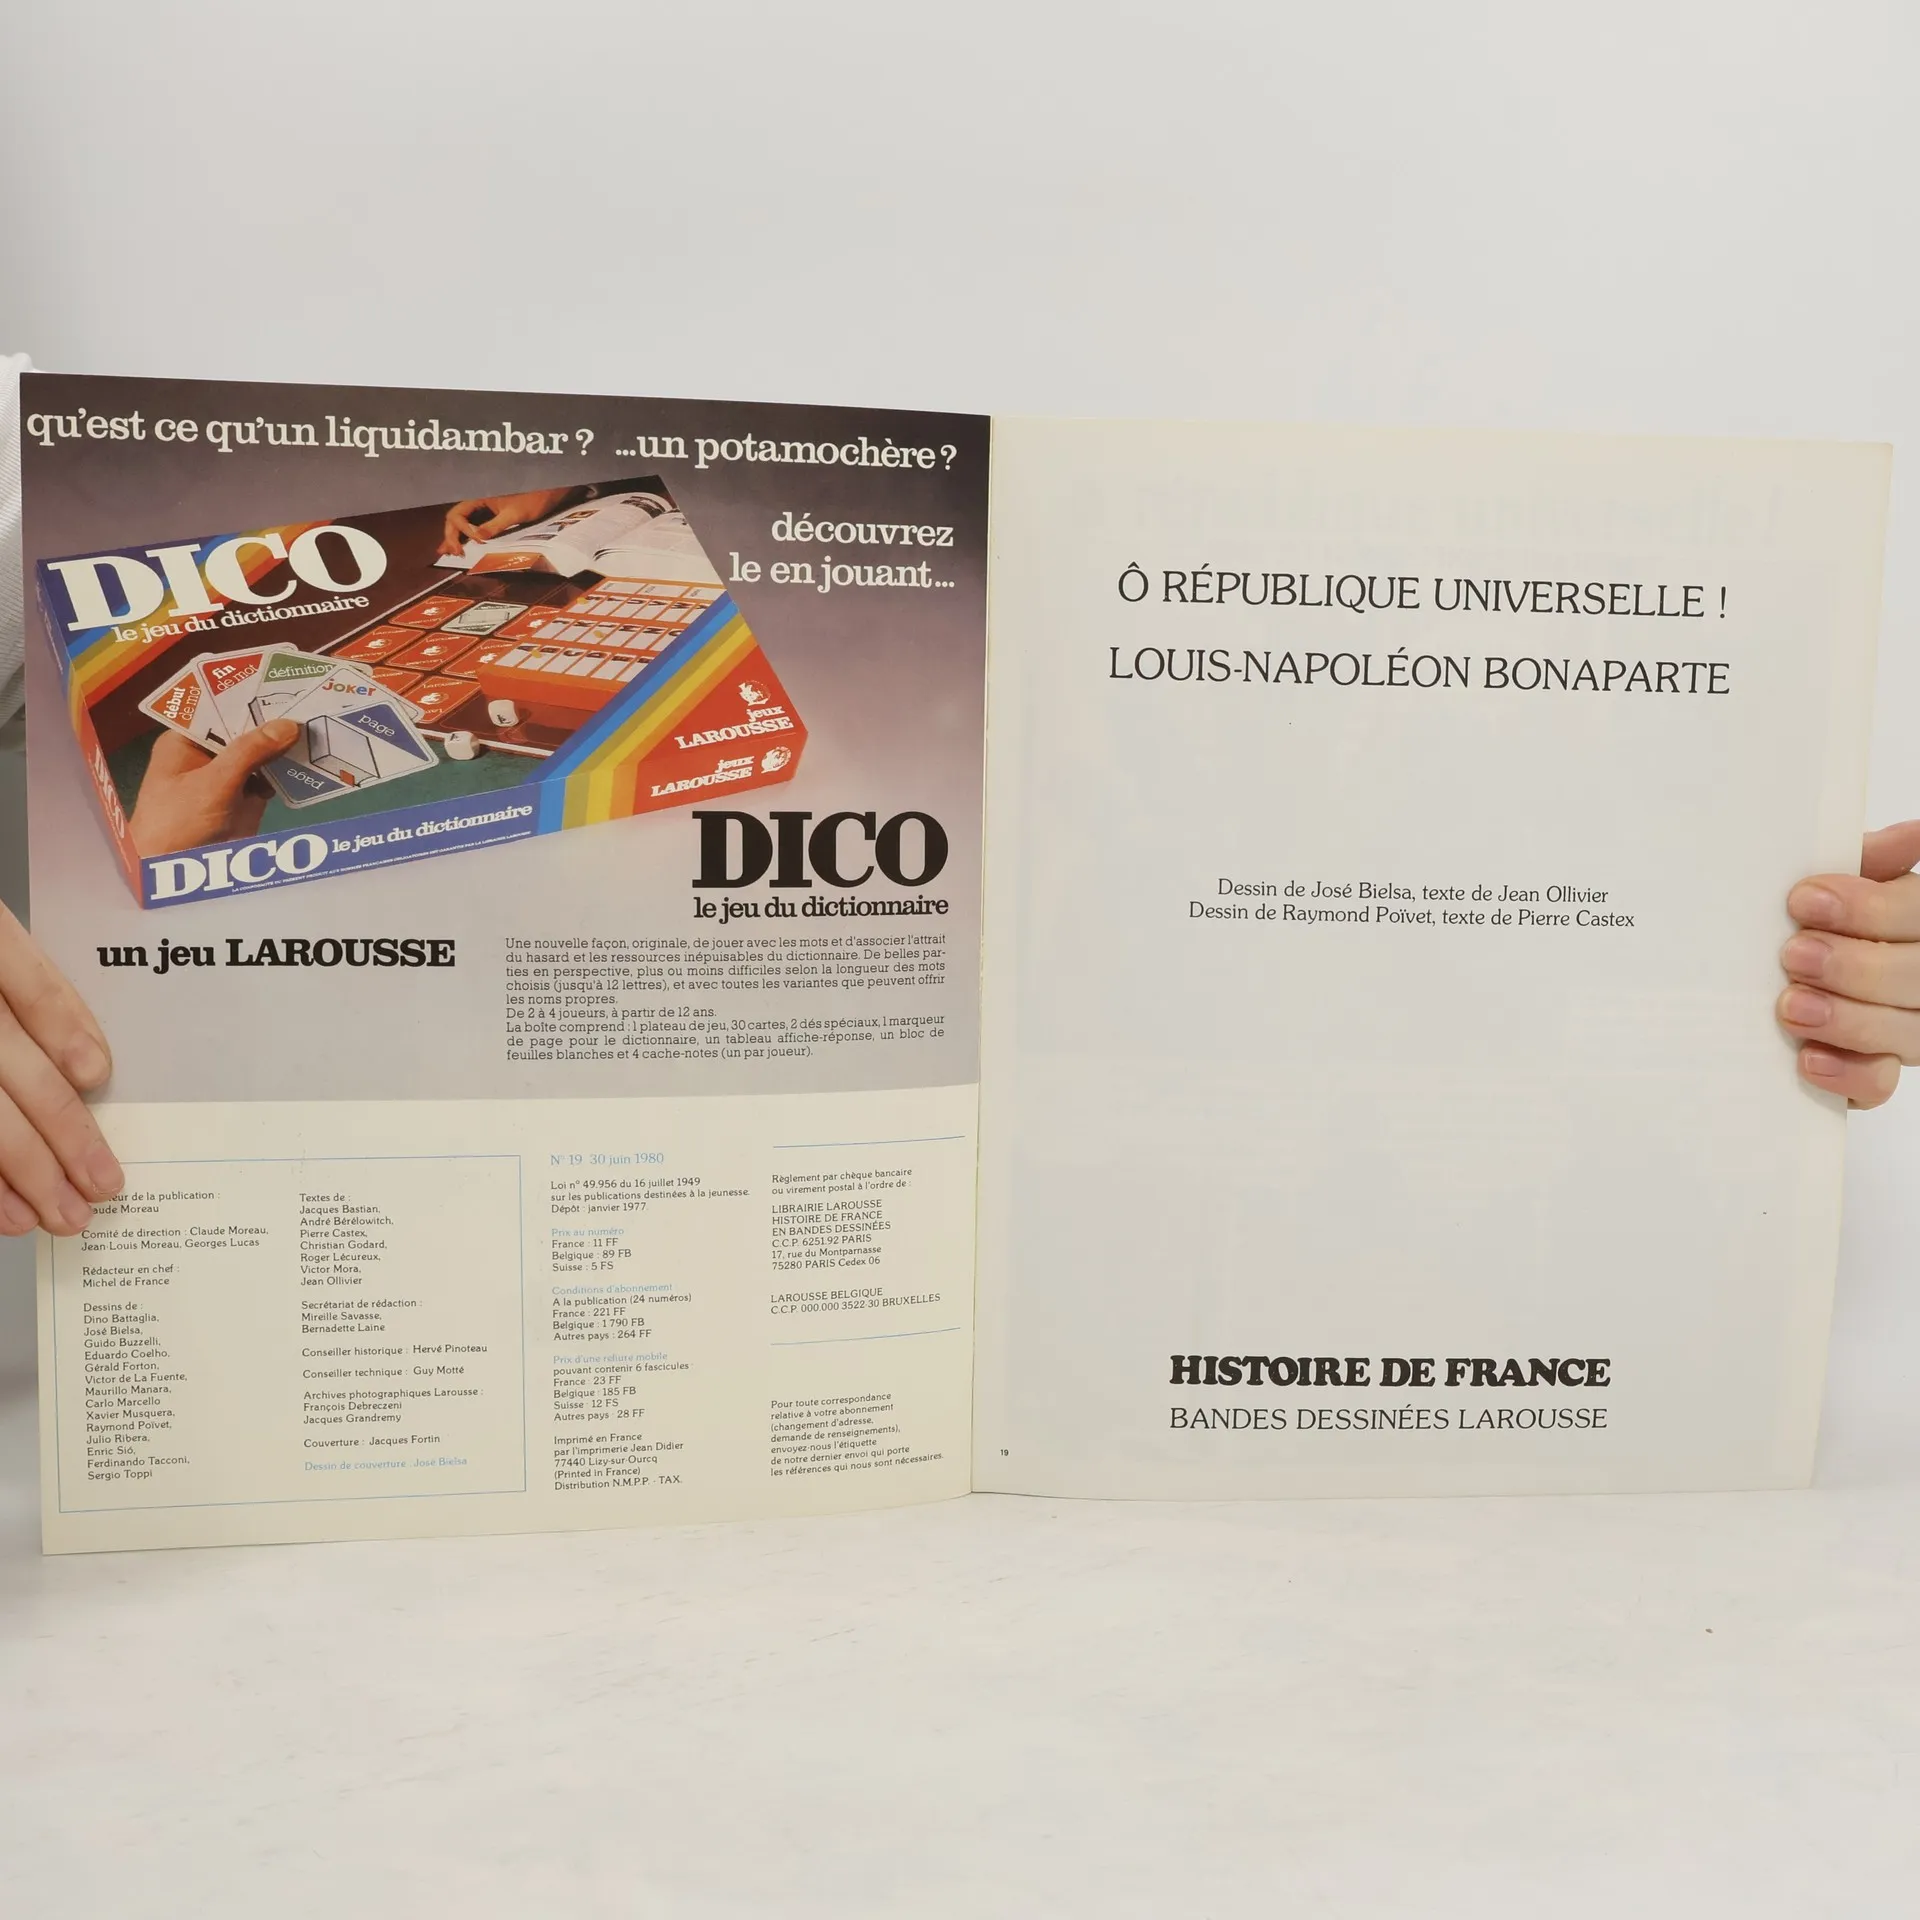 qu'est ce qu'un liquidambar ? ...un potamochère ?
découvrez
le en jouant...
DICO
le jeu du dictionnaire
début
de mot
fin
de mot
définition
JOKER
page
page
jeux
LAROUSSE
jeux
LAROUSSE
DICO
DICO le jeu du dictionnaire
DICO
le jeu du dictionnaire
un jeu LAROUSSE
Une nouvelle façon, originale, de jouer avec les mots et d'associer l'attrait
du hasard et les ressources inépuisables du dictionnaire. De belles par-
ties en perspective, plus ou moins difficiles selon la longueur des mots
choisis (jusqu'à 12 lettres), et avec toutes les variantes que peuvent offrir
les noms propres.
De 2 à 4 joueurs, à partir de 12 ans.
La boîte comprend : 1 plateau de jeu, 30 cartes, 2 dés spéciaux, 1 marqueur
de page pour le dictionnaire, un tableau affiche-réponse, un bloc de
feuilles blanches et 4 cache-notes (un par joueur).
de la publication :
Moreau
Comité de direction : Claude Moreau,
Jean-Louis Moreau, Georges Lucas
Rédacteur en chef :
Michel de France
Dessins de :
Dino Battaglia,
José Bielsa,
Guido Buzzelli,
Eduardo Coelho,
Gérald Forton,
Victor de La Fuente,
Maurillo Manara,
Carlo Marcello
Xavier Musquera,
Raymond Poïvet,
Julio Ribera,
Enric Sió,
Ferdinando Tacconi,
Sergio Toppi
Textes de :
Jacques Bastian,
André Bérélowitch,
Pierre Castex,
Christian Godard,
Roger Lécureux,
Victor Mora,
Jean Ollivier
Secrétariat de rédaction :
Mireille Savasse,
Bernadette Laine
Conseiller historique : Hervé Pinoteau
Conseiller technique : Guy Motté
Archives photographiques Larousse :
François Debreczeni
Jacques Grandremy
Couverture : Jacques Fortin
Dessin de couverture : José Bielsa
N° 19 30 juin 1980
Loi n° 49.956 du 16 juillet 1949
sur les publications destinées à la jeunesse.
Dépôt : janvier 1977
Prix au numéro
France : 11 FF
Belgique : 89 FB
Suisse : 5 FS
Conditions d'abonnement
A la publication (24 numéros)
France : 221 FF
Belgique : 1 790 FB
Autres pays : 264 FF
Prix d'une reliure mobile
pouvant contenir 6 fascicules
France : 23 FF
Belgique : 185 FB
Suisse : 12 FS
Autres pays : 28 FF
Imprimé en France
par l'imprimerie Jean Didier
77440 Lizy-sur-Ourcq
(Printed in France)
Distribution N.M.P.P. - TAX.
Règlement par chèque bancaire
ou virement postal à l'ordre de :
LIBRAIRIE LAROUSSE
HISTOIRE DE FRANCE
EN BANDES DESSINÉES
C.C.P. 6251.92 PARIS
17, rue du Montparnasse
75280 PARIS Cedex 06
LAROUSSE BELGIQUE
C.C.P. 000.000 3522-30 BRUXELLES
Pour toute correspondance
relative à votre abonnement
(changement d'adresse,
demande de renseignements),
envoyez-nous l'étiquette
de notre dernier envoi qui porte
les références qui nous sont nécessaires.
Ô RÉPUBLIQUE UNIVERSELLE !
LOUIS-NAPOLÉON BONAPARTE
Dessin de José Bielsa, texte de Jean Ollivier
Dessin de Raymond Poïvet, texte de Pierre Castex
HISTOIRE DE FRANCE
BANDES DESSINÉES LAROUSSE
19